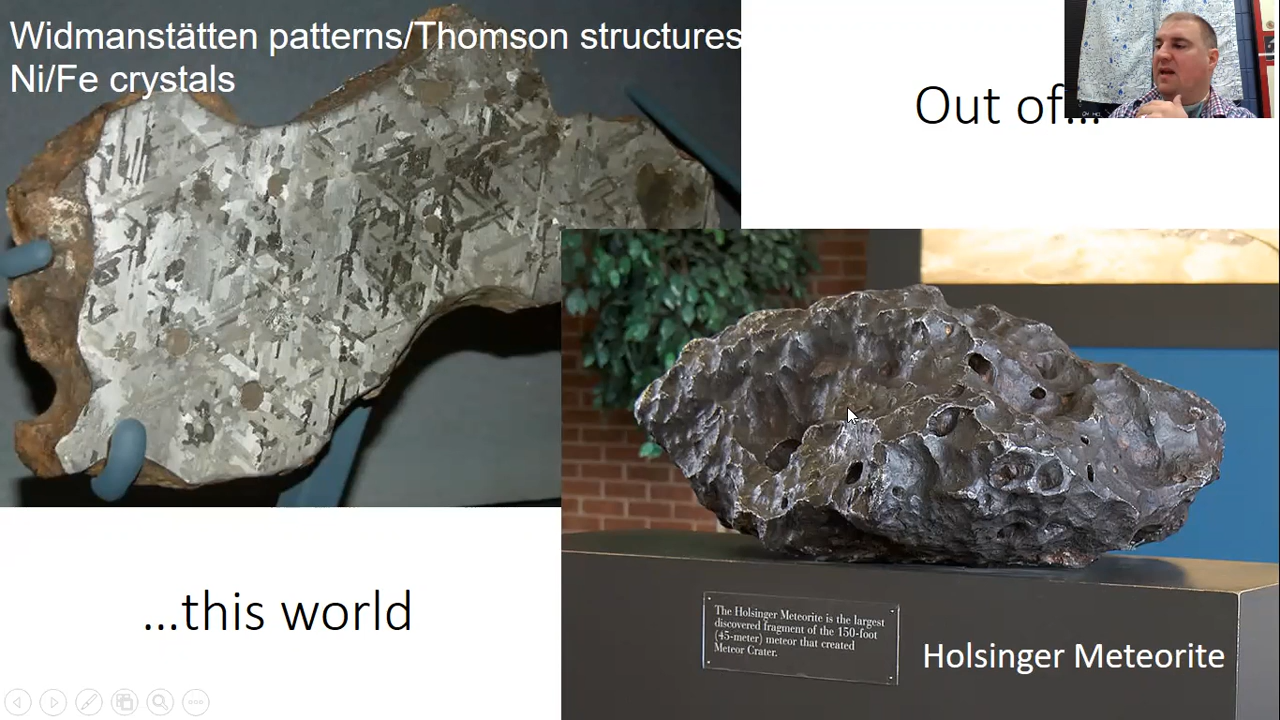 Widmanstätten patterns/Thomson structures
Ni/Fe crystals
Out of...
...this world
The Holsinger Meteorite is the largest
discovered fragment of the 150-foot
(45-meter) meteor that created
Meteor Crater.
Holsinger Meteorite